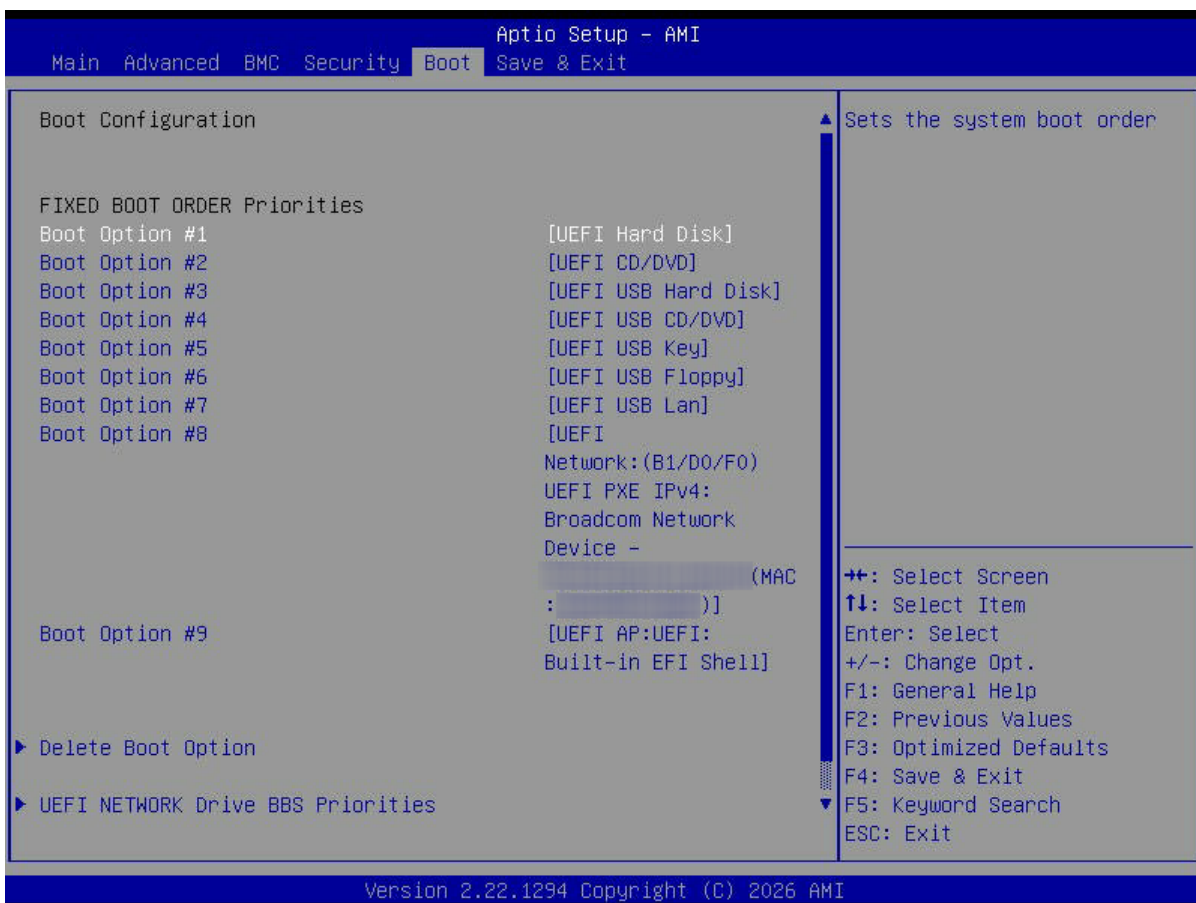 Aptio Setup – AMI
Main Advanced BMC Security Boot Save & Exit
Boot Configuration
Sets the system boot order
FIXED BOOT ORDER Priorities
Boot Option #1 [UEFI Hard Disk]
Boot Option #2 [UEFI CD/DVD]
Boot Option #3 [UEFI USB Hard Disk]
Boot Option #4 [UEFI USB CD/DVD]
Boot Option #5 [UEFI USB Key]
Boot Option #6 [UEFI USB Floppy]
Boot Option #7 [UEFI USB Lan]
Boot Option #8 [UEFI
Network:(B1/D0/F0)
UEFI PXE IPv4:
Broadcom Network
Device –
(MAC
: )]
Boot Option #9 [UEFI AP:UEFI:
Built-in EFI Shell]
▶ Delete Boot Option
▶ UEFI NETWORK Drive BBS Priorities
→←: Select Screen
↑↓: Select Item
Enter: Select
+/-: Change Opt.
F1: General Help
F2: Previous Values
F3: Optimized Defaults
F4: Save & Exit
F5: Keyword Search
ESC: Exit
Version 2.22.1294 Copyright (C) 2026 AMI